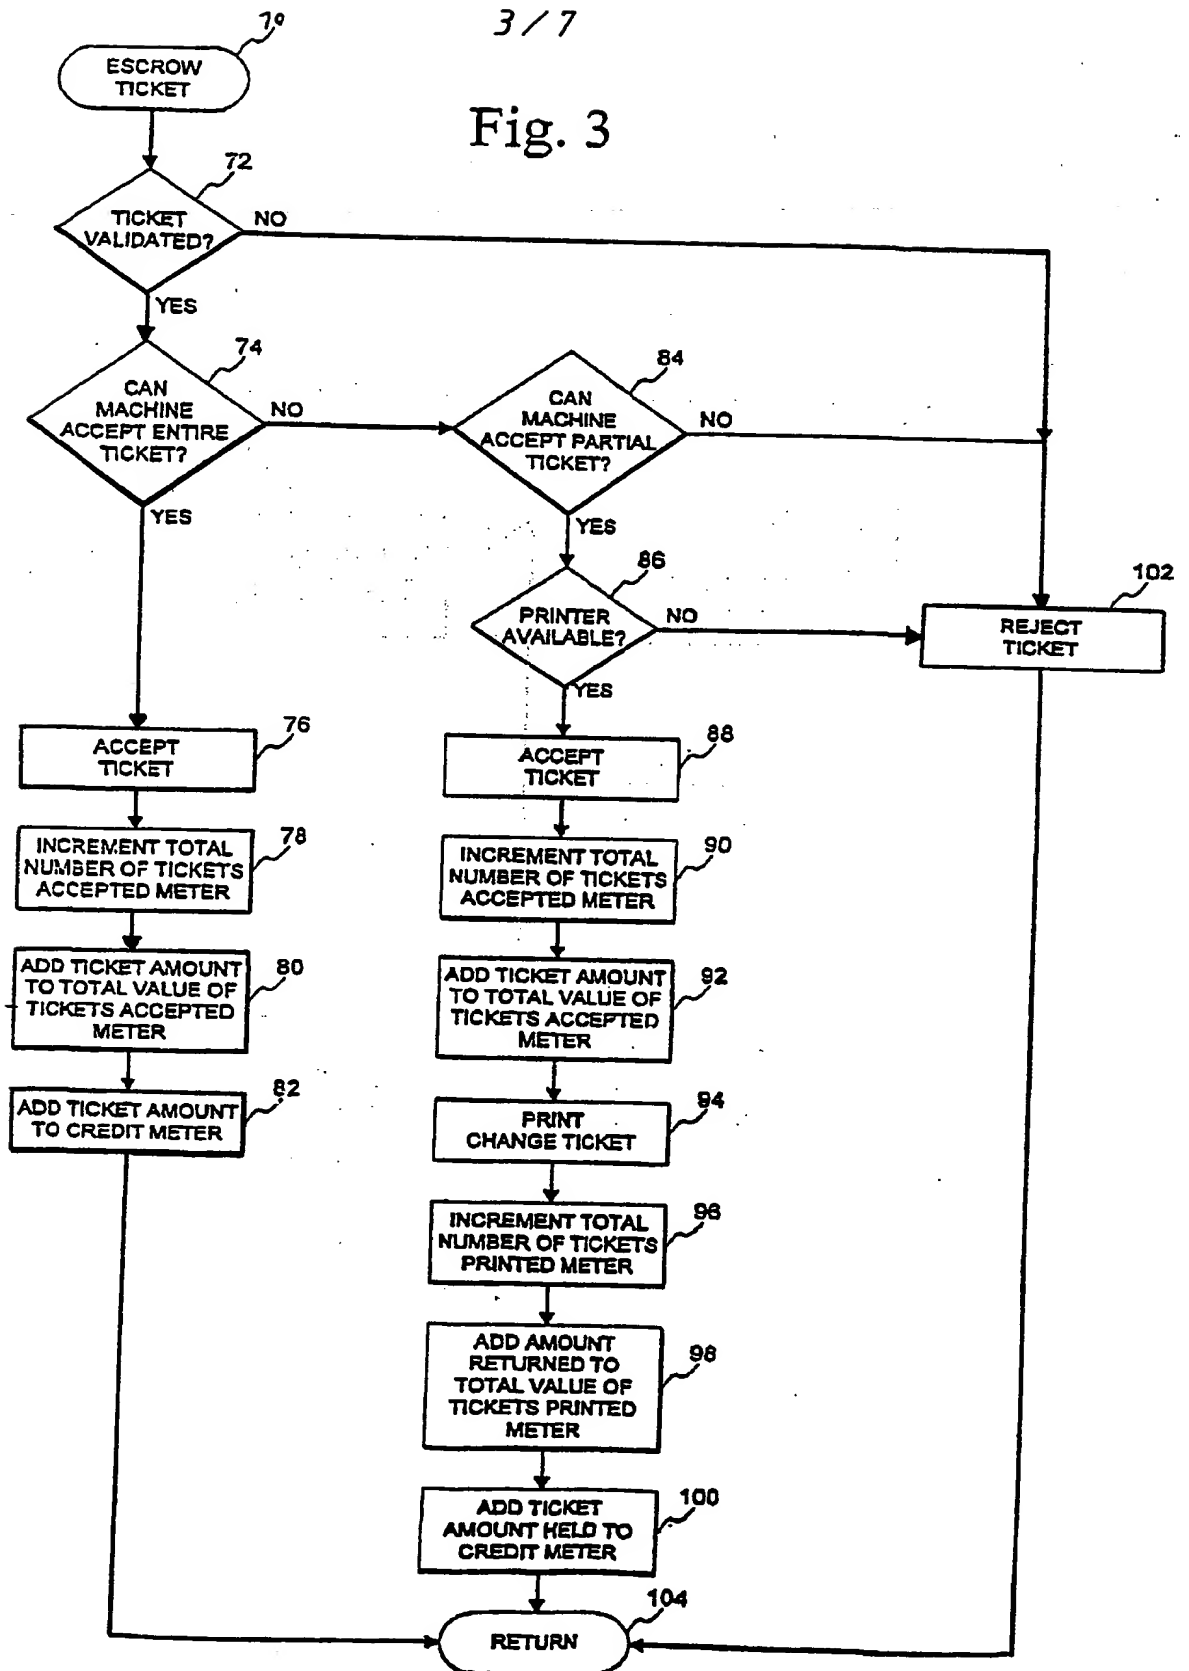 3/7
Fig. 3
70
ESCROW
TICKET
72
TICKET
VALIDATED?
NO
YES
74
CAN
MACHINE
ACCEPT ENTIRE
TICKET?
NO
YES
84
CAN
MACHINE
ACCEPT PARTIAL
TICKET?
NO
YES
86
PRINTER
AVAILABLE?
NO
YES
102
REJECT
TICKET
76
ACCEPT
TICKET
78
INCREMENT TOTAL
NUMBER OF TICKETS
ACCEPTED METER
80
ADD TICKET AMOUNT
TO TOTAL VALUE OF
TICKETS ACCEPTED
METER
82
ADD TICKET AMOUNT
TO CREDIT METER
88
ACCEPT
TICKET
90
INCREMENT TOTAL
NUMBER OF TICKETS
ACCEPTED METER
92
ADD TICKET AMOUNT
TO TOTAL VALUE OF
TICKETS ACCEPTED
METER
94
PRINT
CHANGE TICKET
96
INCREMENT TOTAL
NUMBER OF TICKETS
PRINTED METER
98
ADD AMOUNT
RETURNED TO
TOTAL VALUE OF
TICKETS PRINTED
METER
100
ADD TICKET
AMOUNT HELD TO
CREDIT METER
104
RETURN